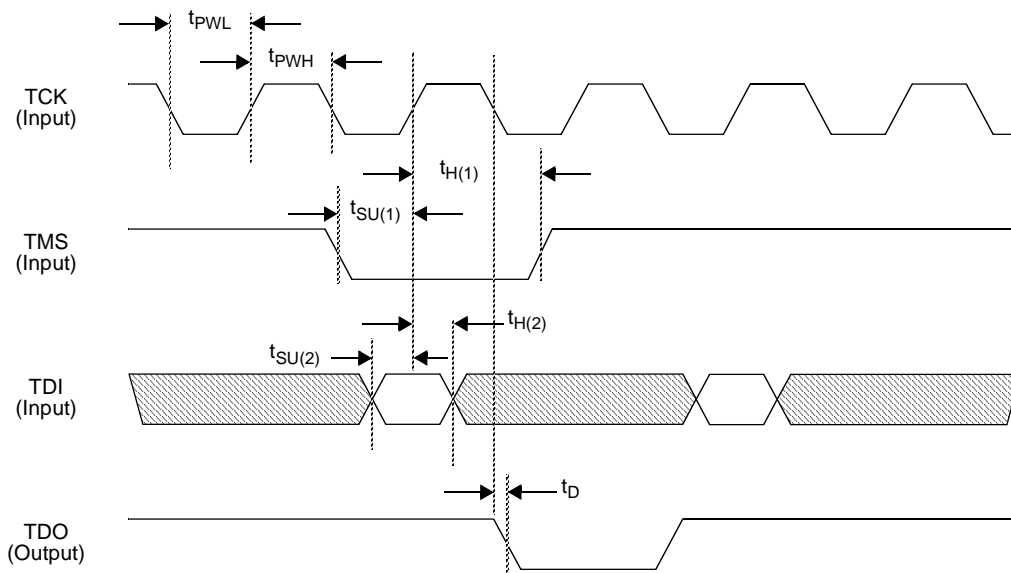 tPWL
tPWH
TCK
(Input)
tH(1)
tSU(1)
TMS
(Input)
tH(2)
tSU(2)
TDI
(Input)
tD
TDO
(Output)